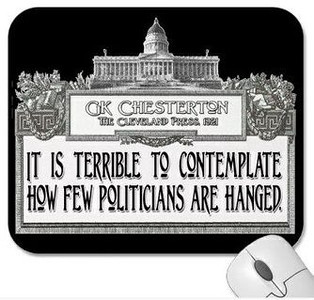 GK CHESTERTON
THE CLEVELAND PRESS, 1921
IT IS TERRIBLE TO CONTEMPLATE
HOW FEW POLITICIANS ARE HANGED.